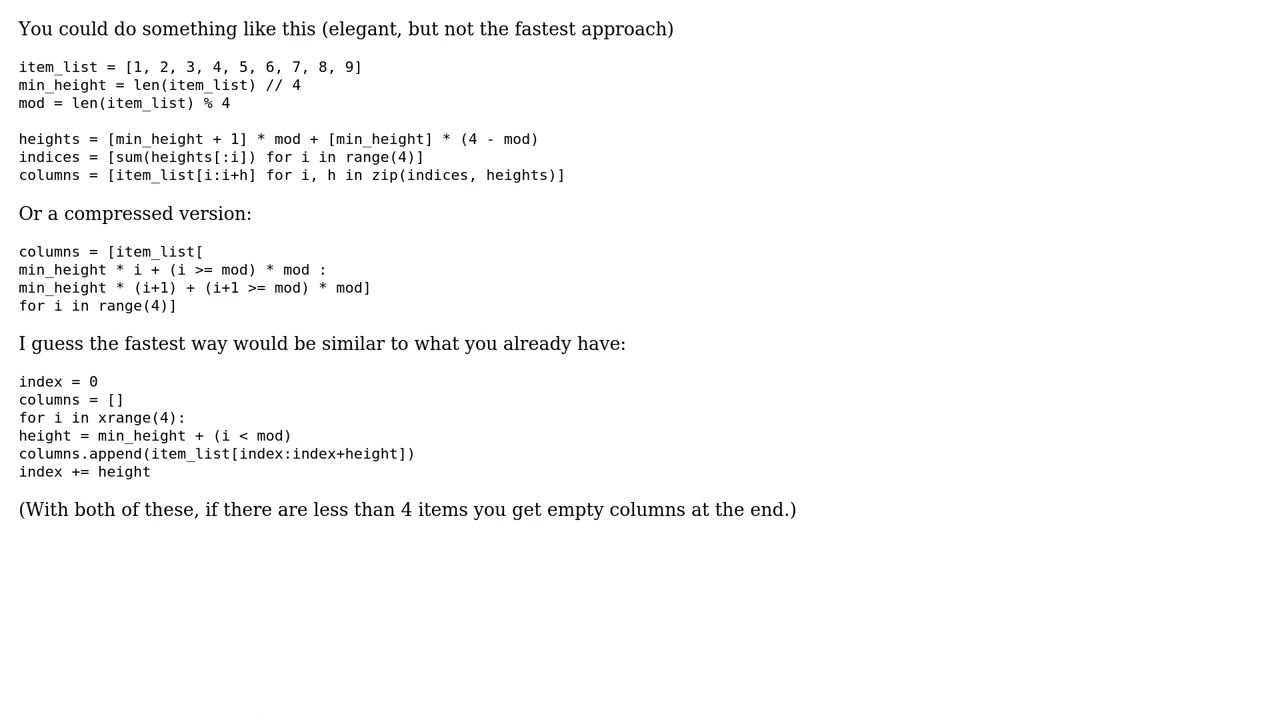 You could do something like this (elegant, but not the fastest approach)
item_list = [1, 2, 3, 4, 5, 6, 7, 8, 9]
min_height = len(item_list) // 4
mod = len(item_list) % 4
heights = [min_height + 1] * mod + [min_height] * (4 - mod)
indices = [sum(heights[:i]) for i in range(4)]
columns = [item_list[i:i+h] for i, h in zip(indices, heights)]
Or a compressed version:
columns = [item_list[
min_height * i + (i >= mod) * mod :
min_height * (i+1) + (i+1 >= mod) * mod]
for i in range(4)]
I guess the fastest way would be similar to what you already have:
index = 0
columns = []
for i in xrange(4):
height = min_height + (i < mod)
columns.append(item_list[index:index+height])
index += height
(With both of these, if there are less than 4 items you get empty columns at the end.)